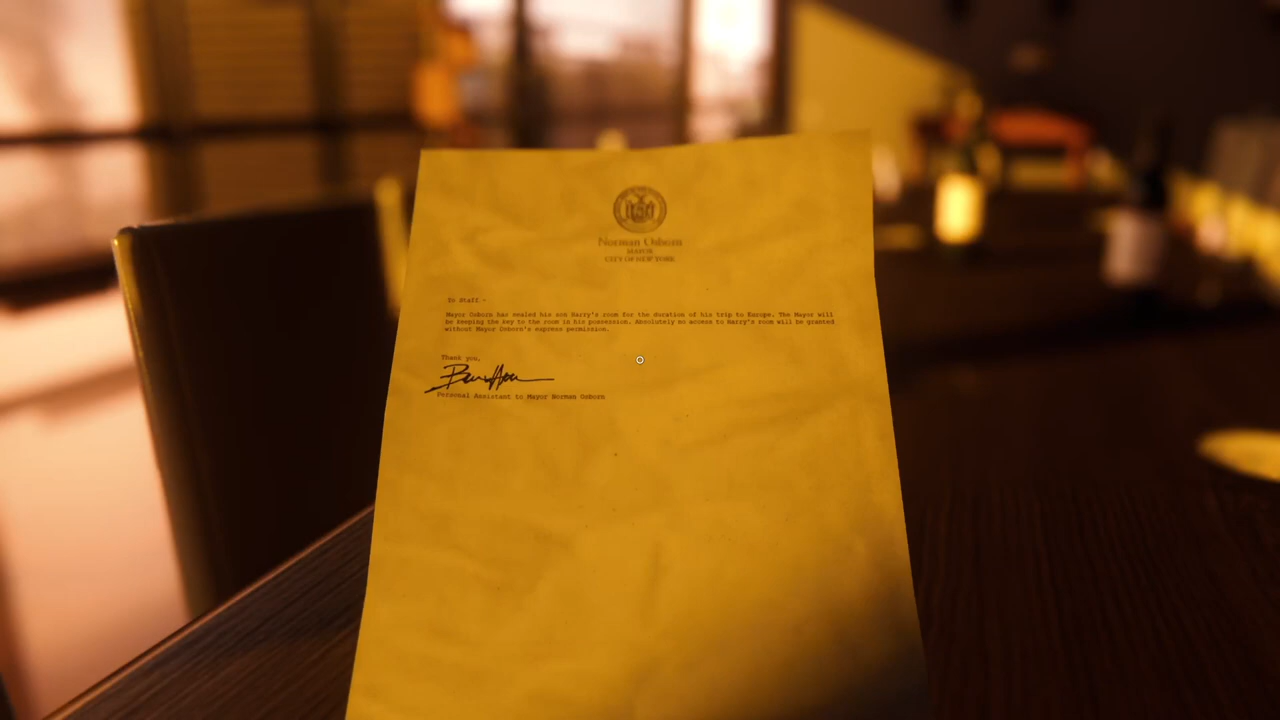 Norman Osborn
MAYOR
CITY OF NEW YORK
To Staff -
Mayor Osborn has sealed his son Harry's room for the duration of his trip to Europe. The Mayor will
be keeping the key to the room in his possession. Absolutely no access to Harry's room will be granted
without Mayor Osborn's express permission.
Thank you,
Personal Assistant to Mayor Norman Osborn